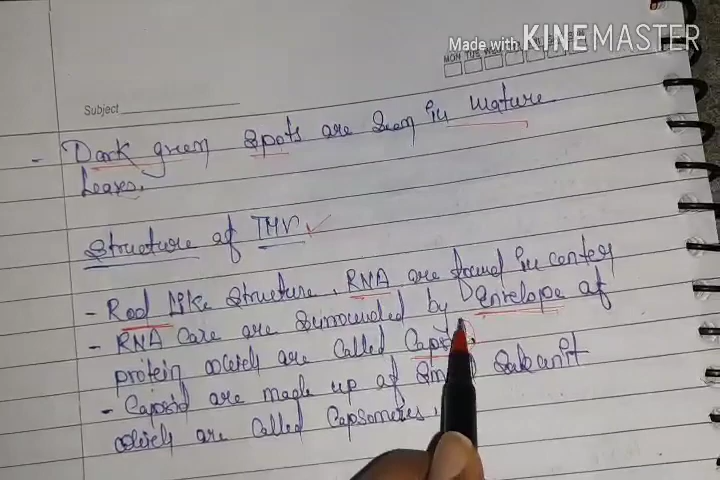 Made with KINEMASTER
MON TUE
Subject
- Dark green spots are seen in mature
Leaves.
Structure of TMV
- Rod like structure, RNA are found in center
- RNA Core are surrounded by envelope of
protein which are called
- Capsid are made up of subunit
which are called Capsomeres.